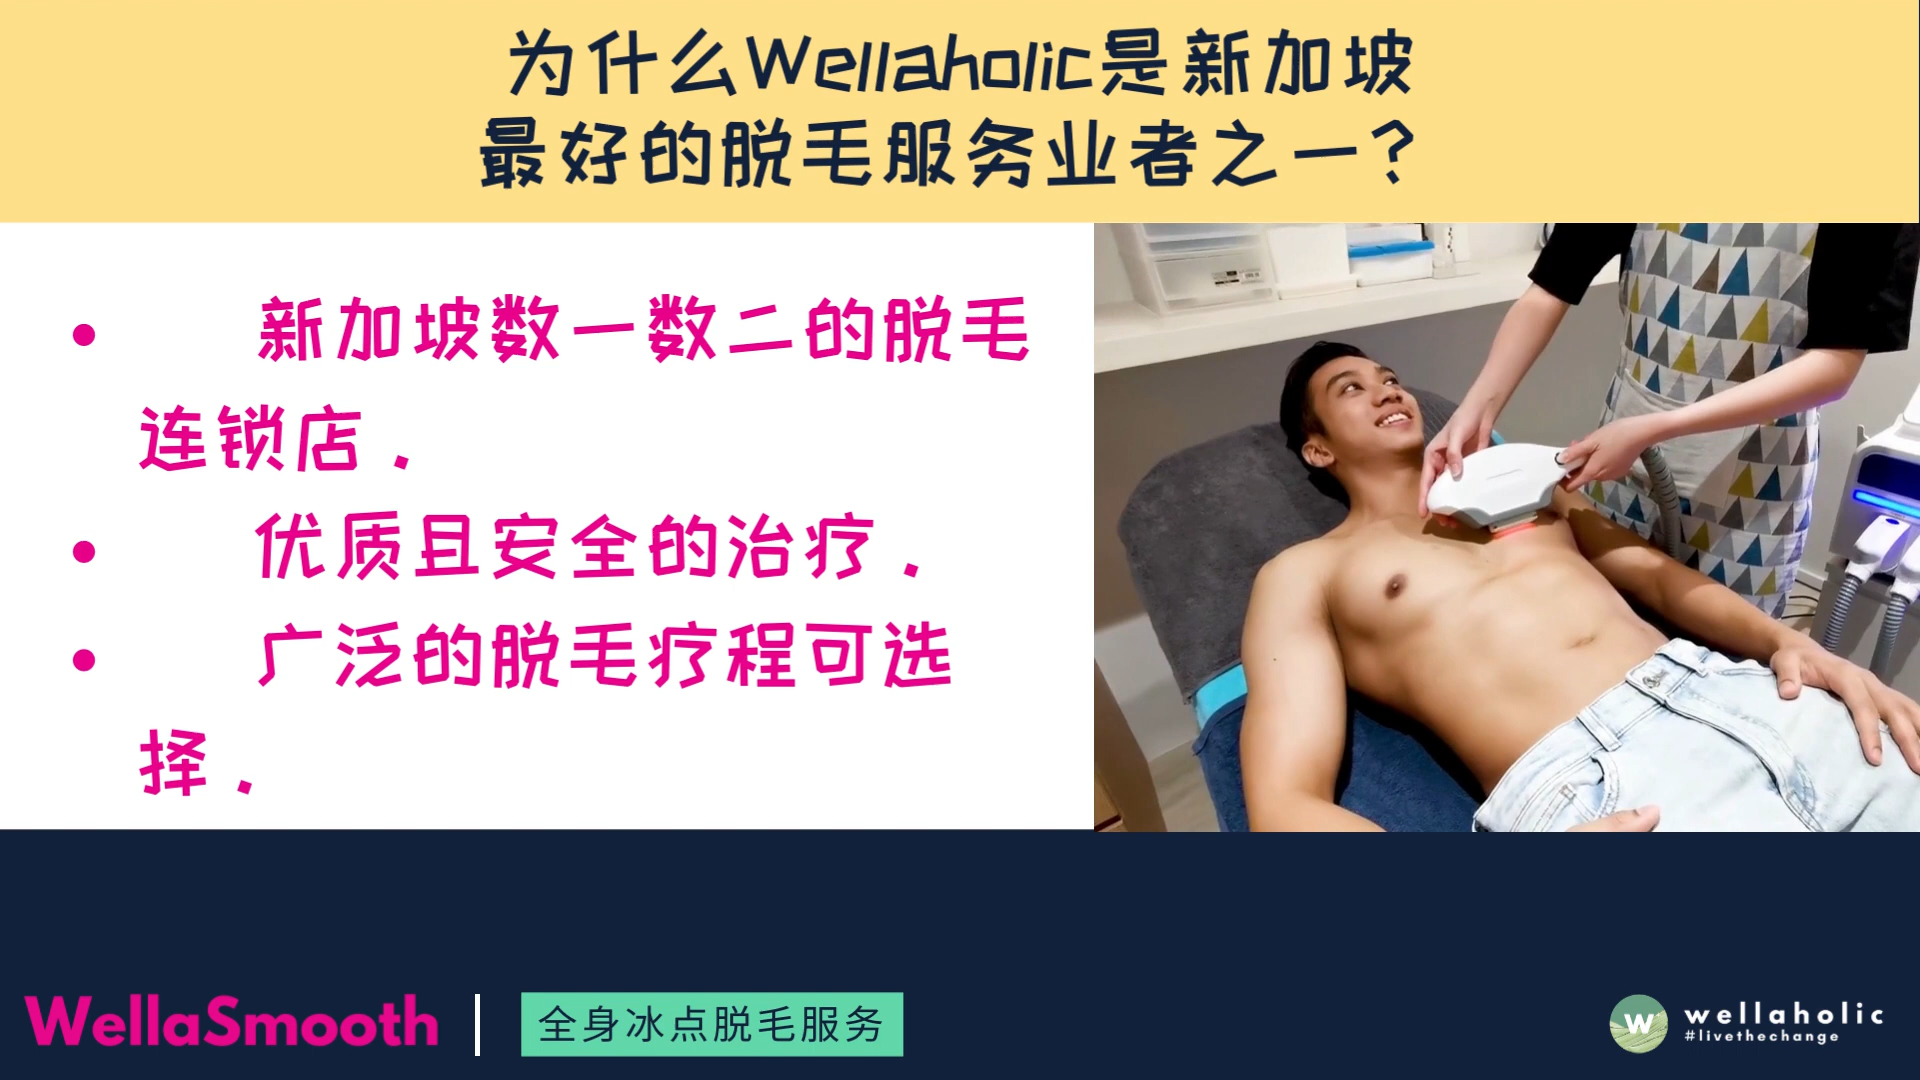 为什么Wellaholic是新加坡
最好的脱毛服务业者之一?
• 新加坡数一数二的脱毛
连锁店.
• 优质且安全的治疗.
• 广泛的脱毛疗程可选
择.
WellaSmooth | 全身冰点脱毛服务
W wellaholic
#livethechange